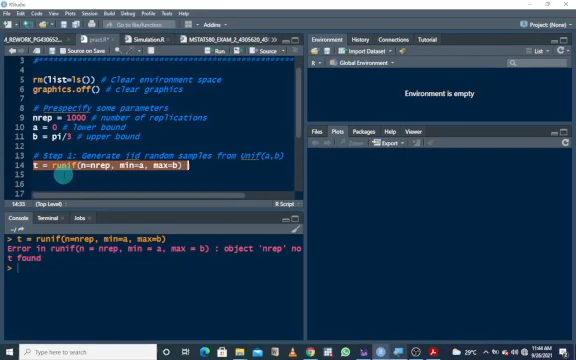 RStudio
File Edit Code View Plots Session Build Debug Profile Tools Help
Go to file/function
Addins
Project: (None)
Simulation.R
Source on Save
Run
Source
3 #*****
4
5 rm(list=ls()) # Clear environment space
6 graphics.off() # clear graphics
7
8 # Prespecify some parameters
9 nrep = 1000 # number of replications
10 a = 0 # lower bound
11 b = pi/3 # upper bound
12
13 # Step 1: Generate iid random samples from Unif(a,b)
14 t = runif(n=nrep, min=a, max=b)
15
16
17
14:33 (Top Level) R Script
Console Terminal Jobs
> t = runif(n=nrep, min=a, max=b)
Error in runif(n = nrep, min = a, max = b) : object 'nrep' no
t found
>
Environment History Connections Tutorial
Import Dataset
List
R Global Environment
Environment is empty
Files Plots Packages Help Viewer
Export
Type here to search
29°C
11:44 AM
9/26/2021